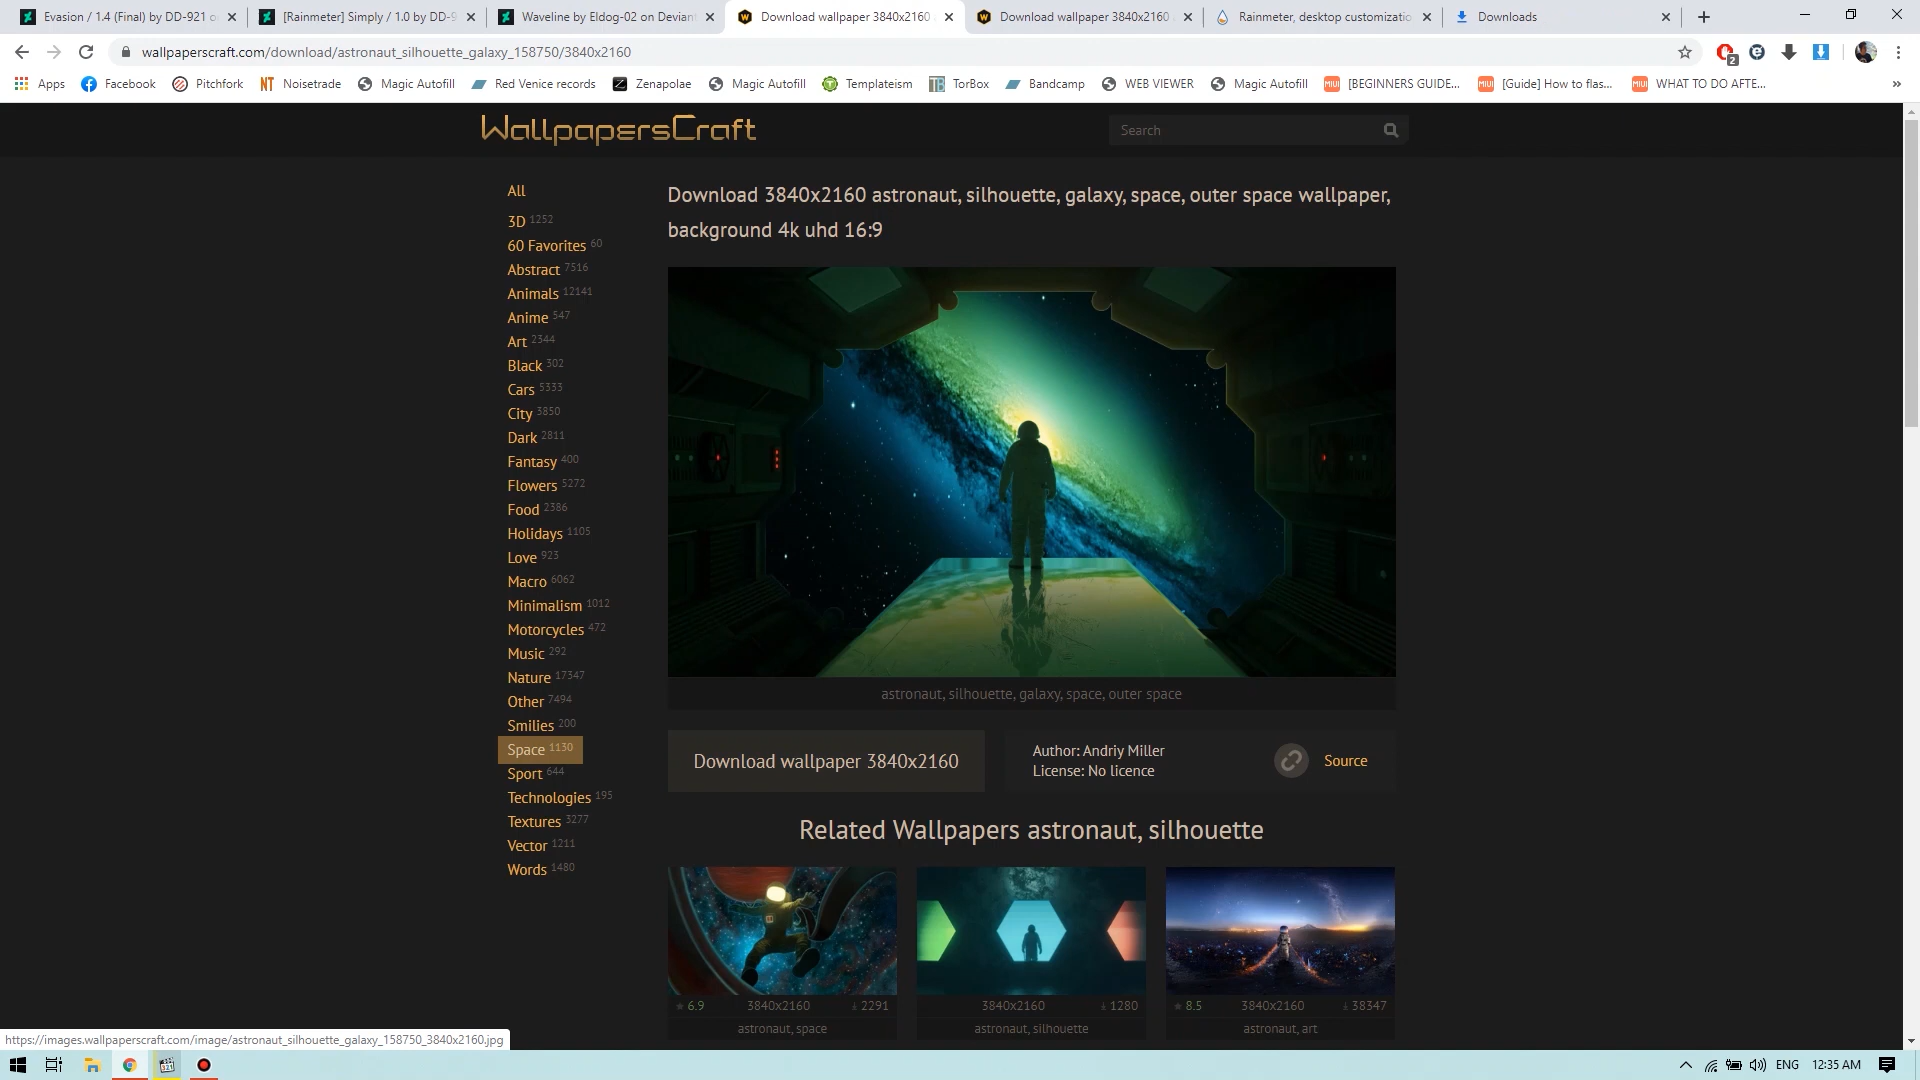 Evasion / 1.4 (Final) by DD-921 o
[Rainmeter] Simply / 1.0 by DD-9
Waveline by Eldog-02 on Deviant
Download wallpaper 3840x2160
Download wallpaper 3840x2160
Rainmeter, desktop customizatio
Downloads
wallpaperscraft.com/download/astronaut_silhouette_galaxy_158750/3840x2160
2
Apps
Facebook
Pitchfork
NT Noisetrade
Magic Autofill
Red Venice records
Z Zenapolae
Magic Autofill
Templateism
TB TorBox
Bandcamp
WEB VIEWER
Magic Autofill
MIUI [BEGINNERS GUIDE...
MIUI [Guide] How to flas...
MIUI WHAT TO DO AFTE...
»
WallpapersCraft
Search
All
3D 1252
60 Favorites 60
Abstract 7516
Animals 12141
Anime 547
Art 2344
Black 302
Cars 5333
City 3850
Dark 2811
Fantasy 400
Flowers 5272
Food 2386
Holidays 1105
Love 923
Macro 6062
Minimalism 1012
Motorcycles 472
Music 292
Nature 17347
Other 7494
Smilies 200
Space 1130
Sport 644
Technologies 195
Textures 3277
Vector 1211
Words 1480
Download 3840x2160 astronaut, silhouette, galaxy, space, outer space wallpaper,
background 4k uhd 16:9
astronaut, silhouette, galaxy, space, outer space
Download wallpaper 3840x2160
Author: Andriy Miller
License: No licence
Source
Related Wallpapers astronaut, silhouette
6.9 3840x2160 2291
astronaut, space
3840x2160 1280
astronaut, silhouette
8.5 3840x2160 38347
astronaut, art
https://images.wallpaperscraft.com/image/astronaut_silhouette_galaxy_158750_3840x2160.jpg
321
ENG
12:35 AM